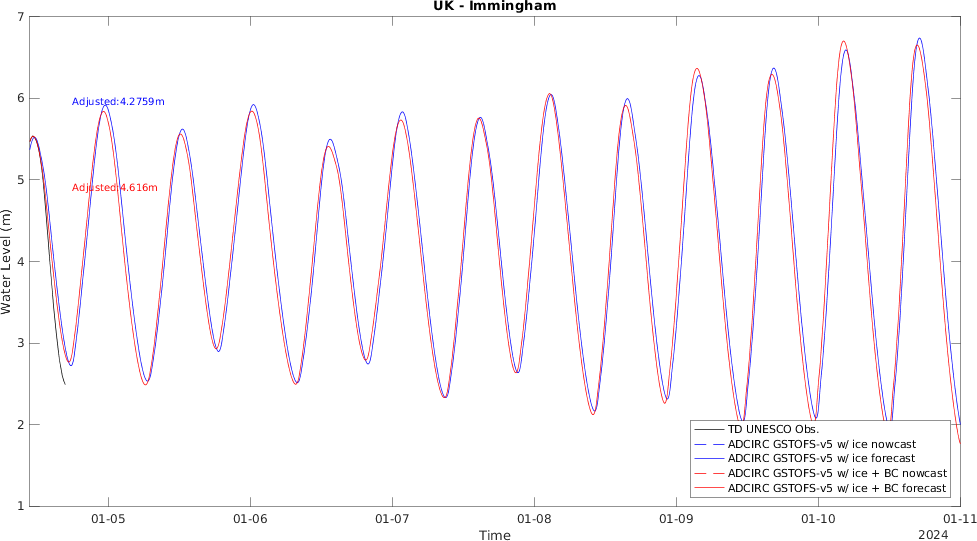 UK - Immingham
7
6
5
4
3
2
1
Water Level (m)
Adjusted:4.2759m
Adjusted:4.616m
TD UNESCO Obs.
ADCIRC GSTOFS-v5 w/ ice nowcast
ADCIRC GSTOFS-v5 w/ ice forecast
ADCIRC GSTOFS-v5 w/ ice + BC nowcast
ADCIRC GSTOFS-v5 w/ ice + BC forecast
01-05 01-06 01-07 01-08 01-09 01-10 01-11
Time
2024